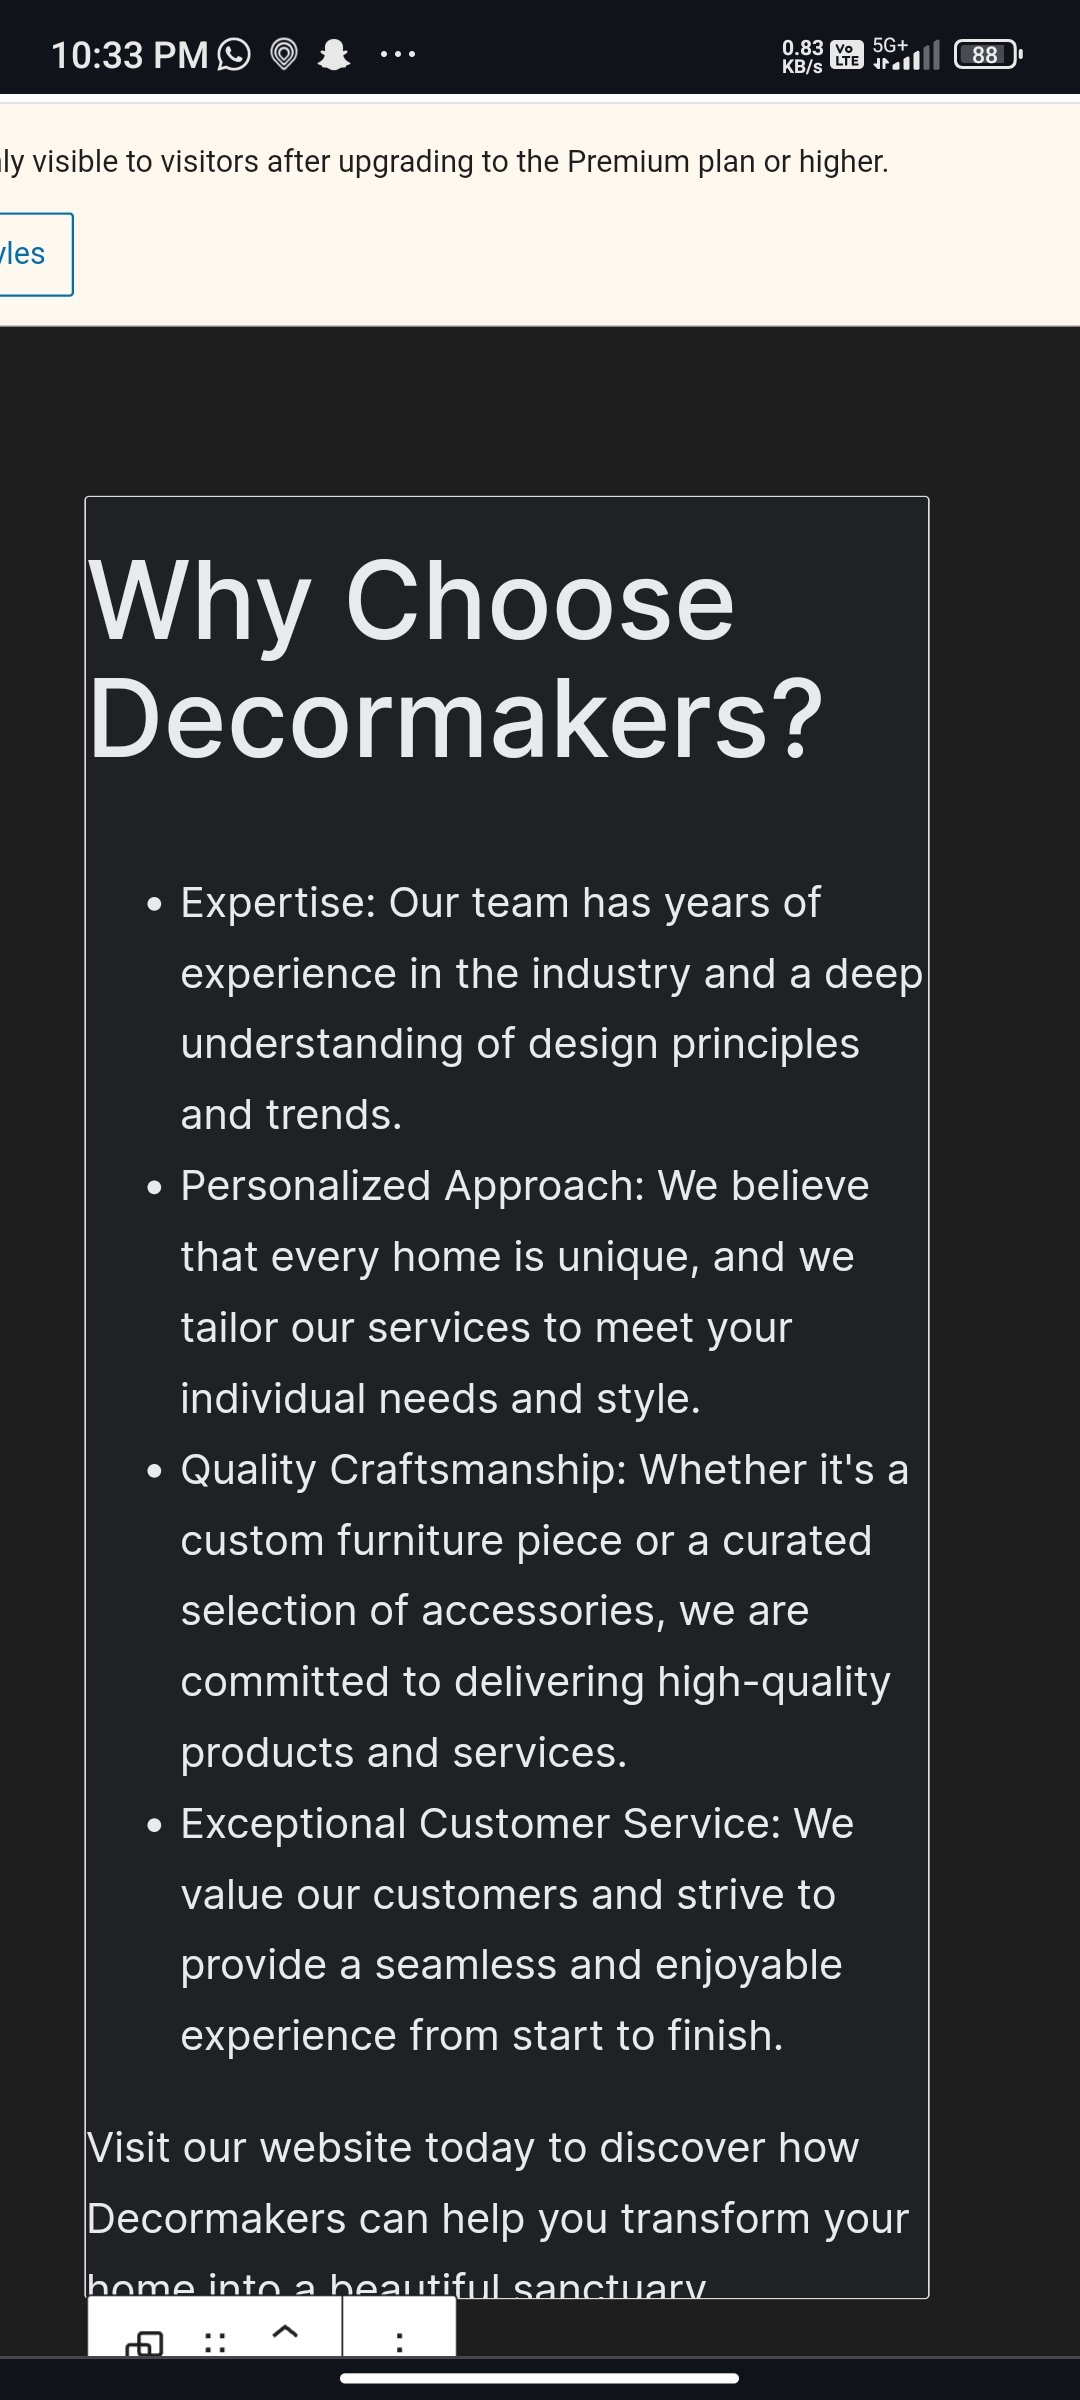 10:33 PM
0.83 KB/s
Vo LTE
5G+
88
visible to visitors after upgrading to the Premium plan or higher.
Why Choose
Decormakers?
• Expertise: Our team has years of
experience in the industry and a deep
understanding of design principles
and trends.
• Personalized Approach: We believe
that every home is unique, and we
tailor our services to meet your
individual needs and style.
• Quality Craftsmanship: Whether it's a
custom furniture piece or a curated
selection of accessories, we are
committed to delivering high-quality
products and services.
• Exceptional Customer Service: We
value our customers and strive to
provide a seamless and enjoyable
experience from start to finish.
Visit our website today to discover how
Decormakers can help you transform your
home into a beautiful sanctuary